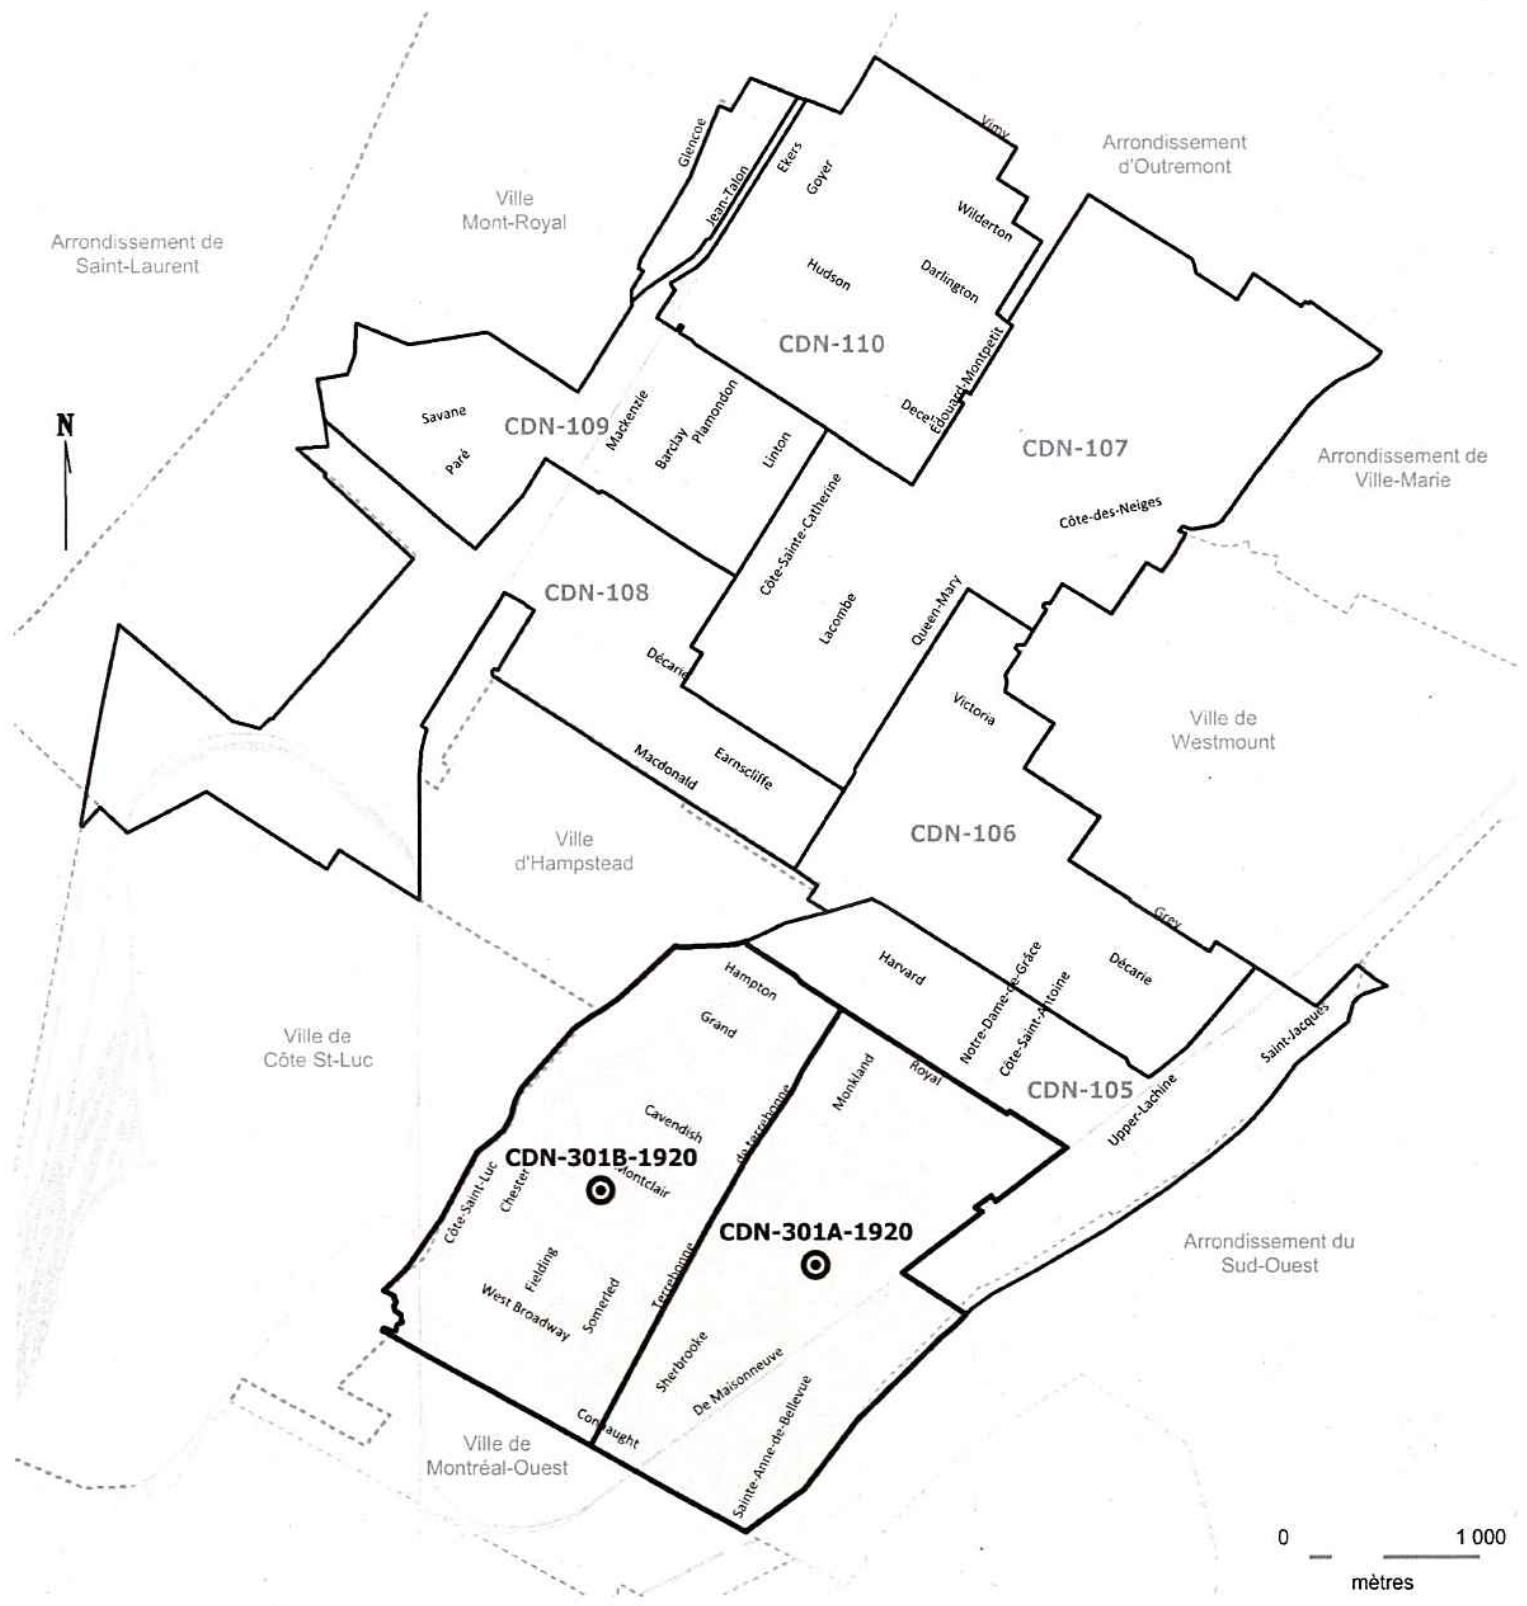 Vimy
Arrondissement
d'Outremont
Glencoe
Ekers
Goyer
Jean-Talon
Ville
Mont-Royal
Wilderton
Arrondissement de
Saint-Laurent
Hudson
Darlington
CDN-110
Edouard-Montpetit
Savane
CDN-109
Mackenzie
Barclay
Plamondon
Linton
N
Paré
CDN-107
Arrondissement de
Ville-Marie
Côte-Sainte-Catherine
Côte-des-Neiges
CDN-108
Lacombe
Queen-Mary
Décarie
Victoria
Ville de
Westmount
Macdonald
Earnscliffe
CDN-106
Ville
d'Hampstead
Grey
Harvard
Notre-Dame-de-Grâce
Décarie
Hampton
Côte-Saint-Antoine
Grand
Saint-Jacques
Ville de
Côte St-Luc
Monkland
Royal
CDN-105
Upper-Lachine
Cavendish
de terrebonne
CDN-301B-1920
Montclair
Côte-Saint-Luc
Chester
CDN-301A-1920
Arrondissement du
Sud-Ouest
Fielding
Terrebonne
West Broadway
Somerled
Sherbrooke
De Maisonneuve
Sainte-Anne-de-Bellevue
Connaught
Ville de
Montréal-Ouest
0 1 000
mètres